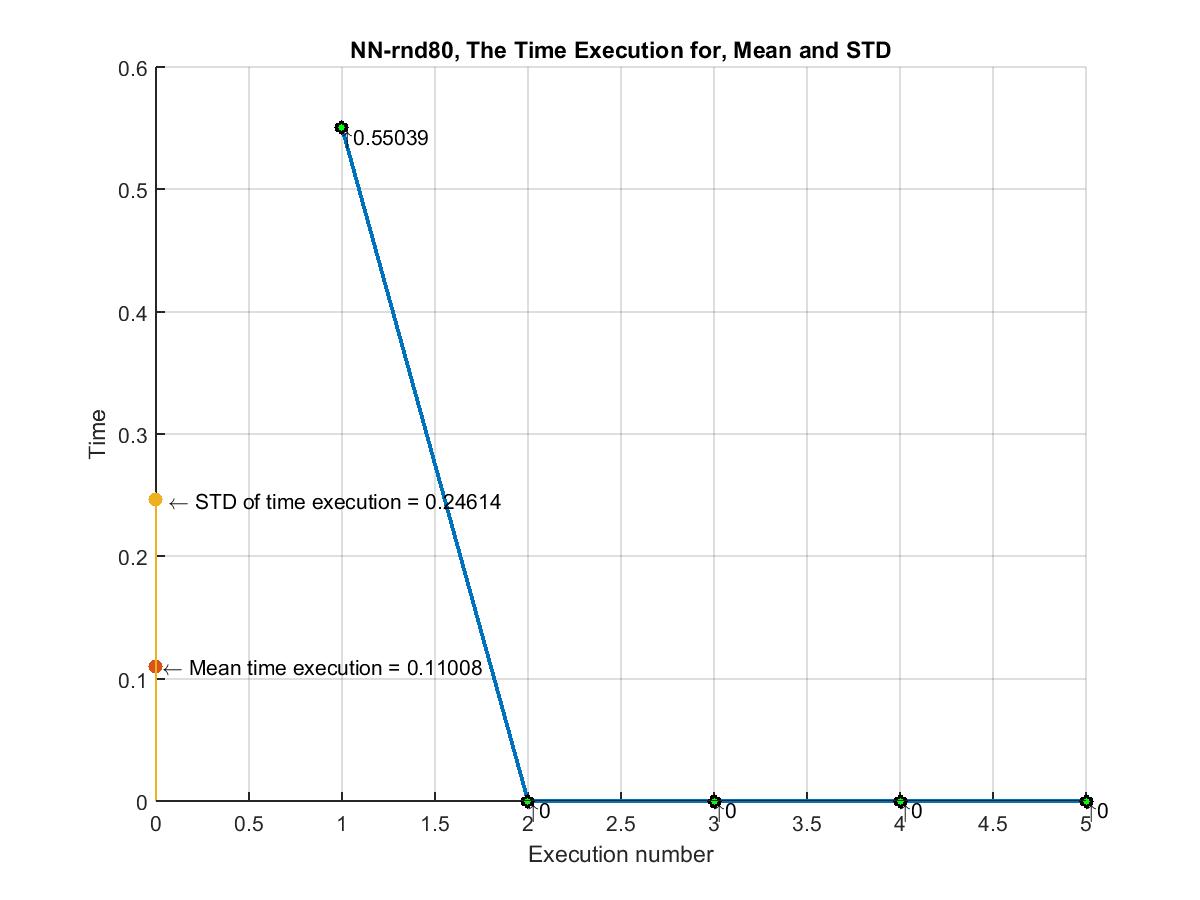 NN-rnd80, The Time Execution for, Mean and STD
0.6
0.55039
0.5
0.4
0.3
Time
← STD of time execution = 0.24614
0.2
← Mean time execution = 0.11008
0.1
0
0 0 0 0
0 0.5 1 1.5 2 2.5 3 3.5 4 4.5 5
Execution number